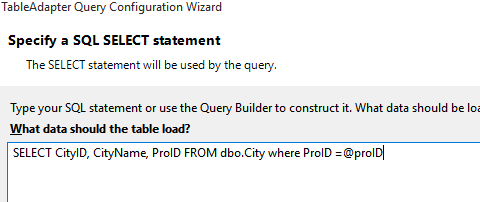 TableAdapter Query Configuration Wizard
Specify a SQL SELECT statement
The SELECT statement will be used by the query.
Type your SQL statement or use the Query Builder to construct it. What data should be loa
What data should the table load?
SELECT CityID, CityName, ProID FROM dbo.City where ProID =@proID